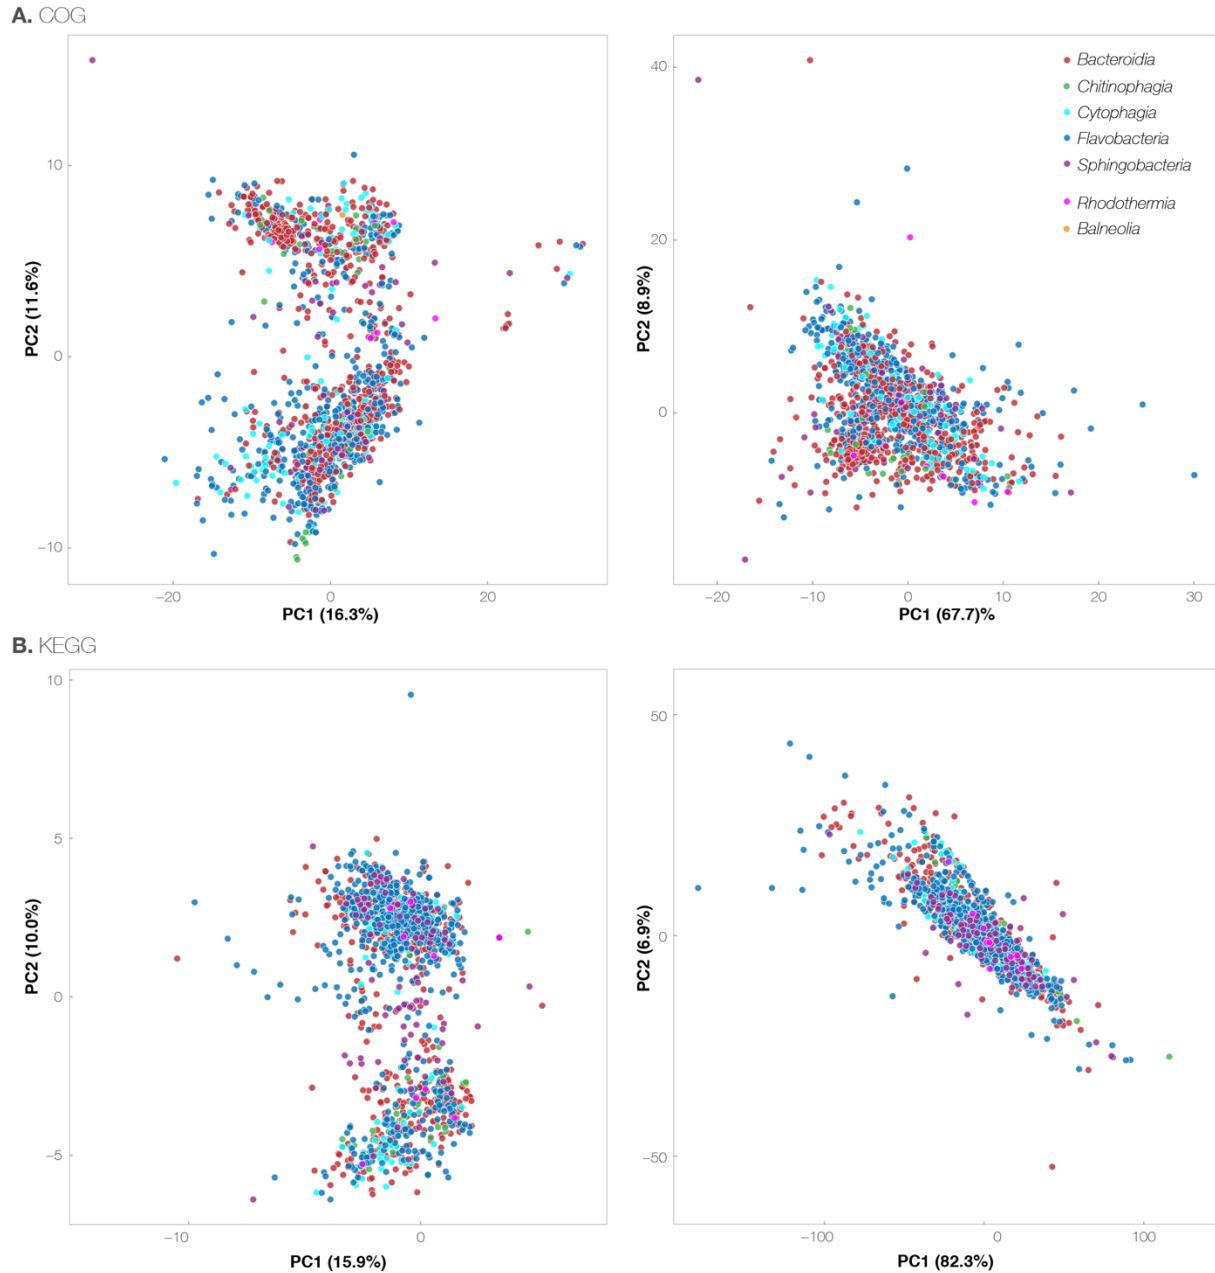 A. COG
10
0
−10
−20
0
20
PC2 (11.6%)
PC1 (16.3%)
40
20
0
−20
−10
0
10
20
30
PC2 (8.9%)
PC1 (67.7)%
Bacteroidia
Chitinophagia
Cytophagia
Flavobacteria
Sphingobacteria
Rhodothermia
Balneolia
B. KEGG
10
5
0
−5
−10
0
PC2 (10.0%)
PC1 (15.9%)
50
0
−50
−100
0
100
PC2 (6.9%)
PC1 (82.3%)